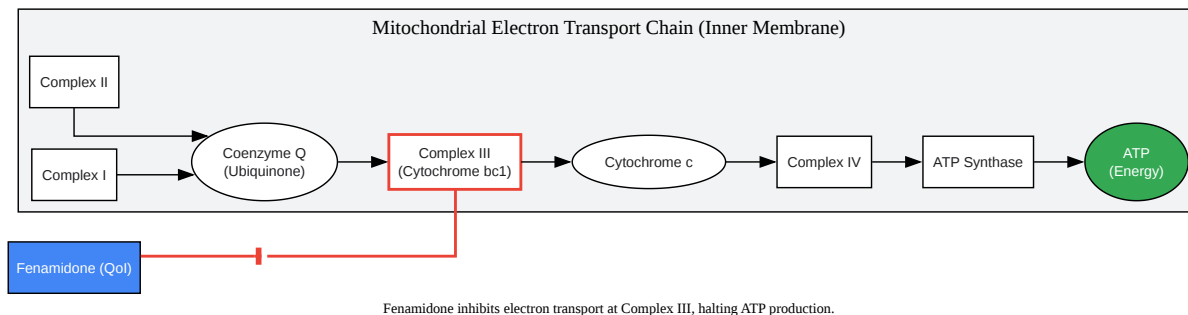 Mitochondrial Electron Transport Chain (Inner Membrane)
Complex II
Complex I
Coenzyme Q
(Ubiquinone)
Complex III
(Cytochrome bc1)
Cytochrome c
Complex IV
ATP Synthase
ATP
(Energy)
Fenamidone (QoI)
Fenamidone inhibits electron transport at Complex III, halting ATP production.